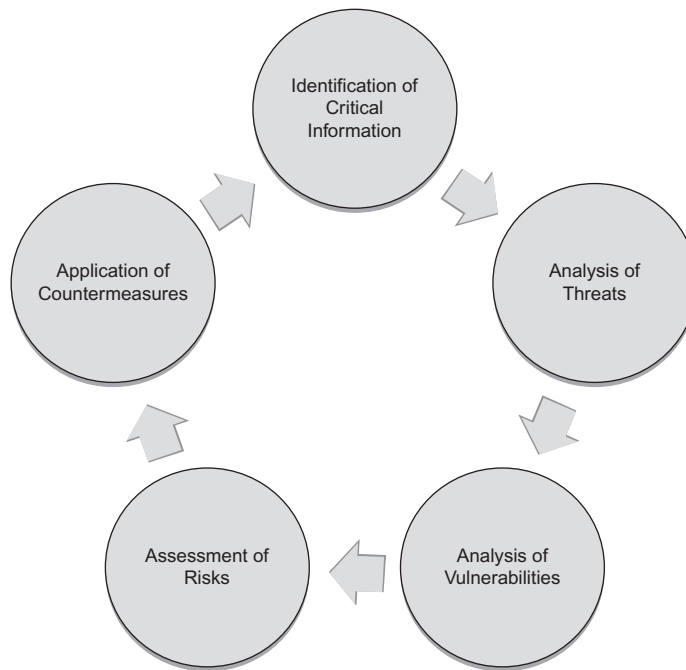 Identification of
Critical
Information
Analysis of
Threats
Analysis of
Vulnerabilities
Assessment of
Risks
Application of
Countermeasures